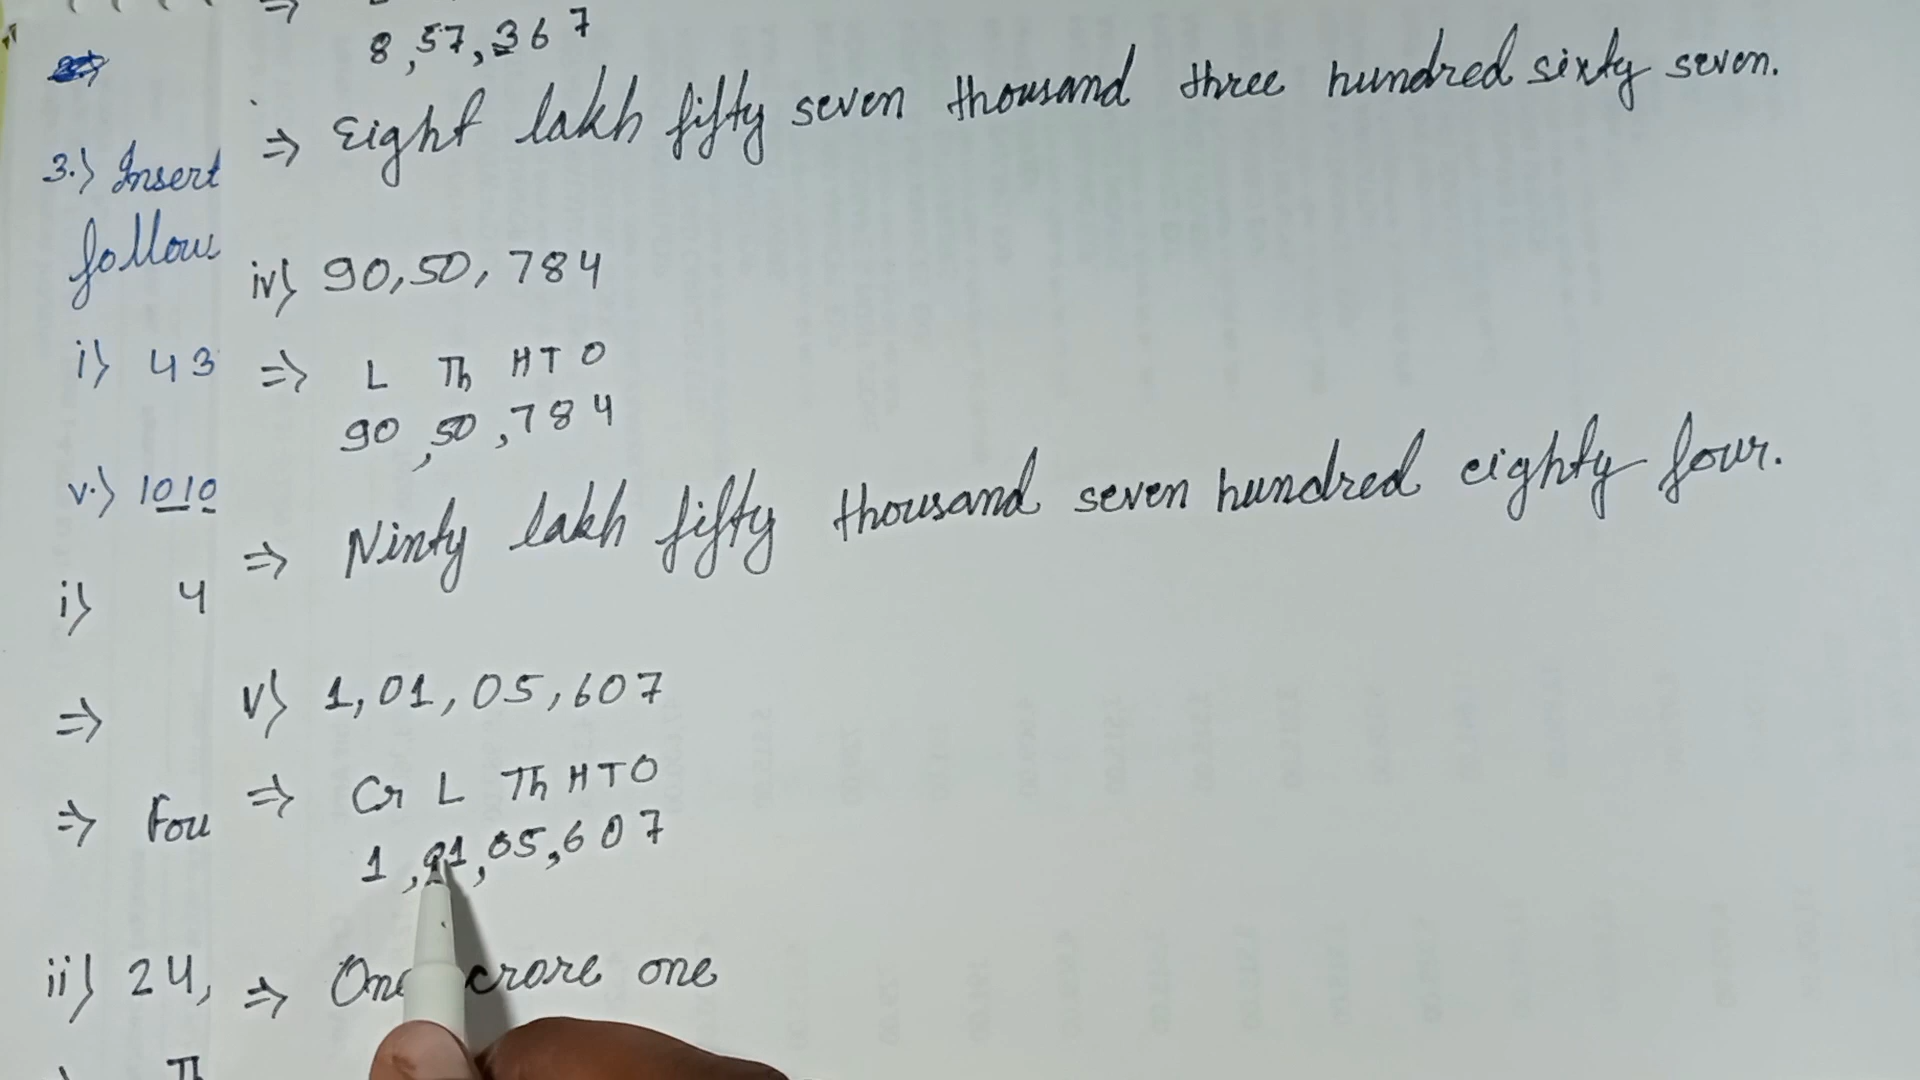 8,57,367
⇒ Eight lakh fifty seven thousand three hundred sixty seven.
3.) Insert
follow
iv) 90,50,784
i) 43
⇒ L Th H T O
90,50,784
v.) 1010
⇒ Ninty lakh fifty thousand seven hundred eighty four.
i) 4
v) 1,01,05,607
⇒
⇒ Cr L Th H T O
1,01,05,607
⇒ Fou
ii) 24,
⇒ One crore one
Th